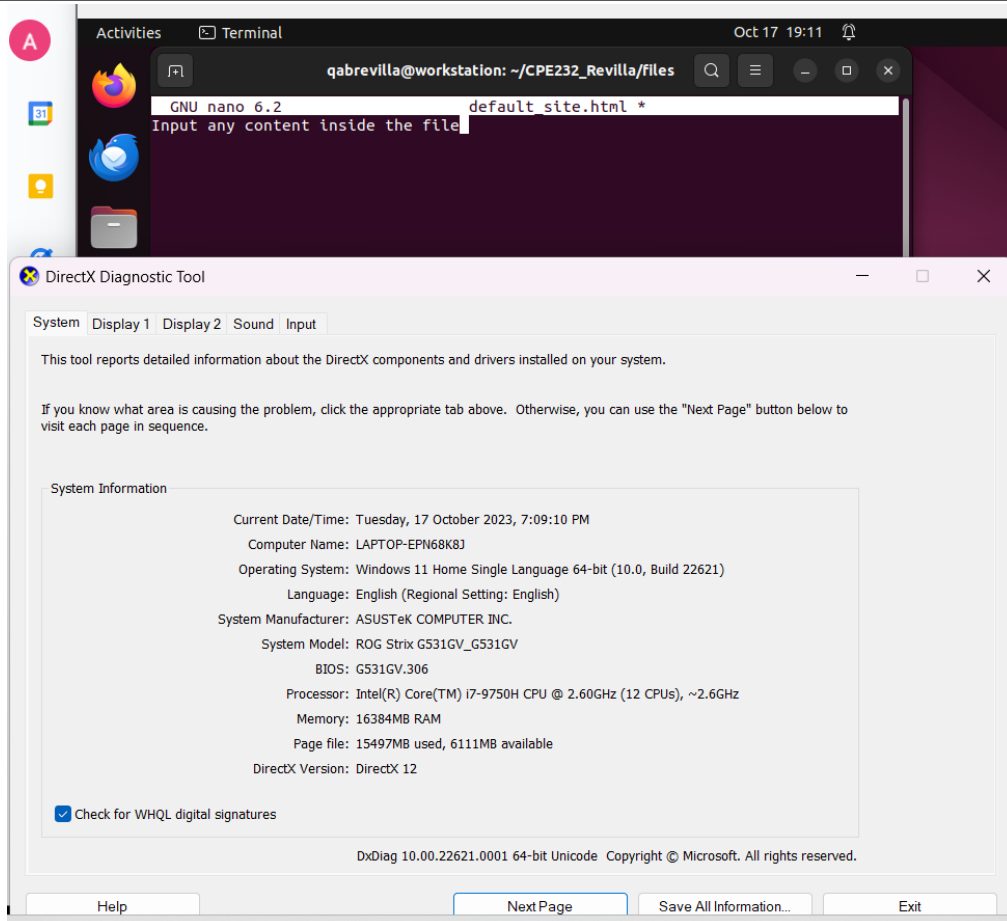 A
31
Activities
Terminal
Oct 17 19:11
qabrevilla@workstation: ~/CPE232_Revilla/files
GNU nano 6.2 default_site.html *
Input any content inside the file
DirectX Diagnostic Tool
System Display 1 Display 2 Sound Input
This tool reports detailed information about the DirectX components and drivers installed on your system.
If you know what area is causing the problem, click the appropriate tab above. Otherwise, you can use the "Next Page" button below to
visit each page in sequence.
System Information
Current Date/Time: Tuesday, 17 October 2023, 7:09:10 PM
Computer Name: LAPTOP-EPN68K8J
Operating System: Windows 11 Home Single Language 64-bit (10.0, Build 22621)
Language: English (Regional Setting: English)
System Manufacturer: ASUSTeK COMPUTER INC.
System Model: ROG Strix G531GV_G531GV
BIOS: G531GV.306
Processor: Intel(R) Core(TM) i7-9750H CPU @ 2.60GHz (12 CPUs), ~2.6GHz
Memory: 16384MB RAM
Page file: 15497MB used, 6111MB available
DirectX Version: DirectX 12
Check for WHQL digital signatures
DxDiag 10.00.22621.0001 64-bit Unicode Copyright © Microsoft. All rights reserved.
Help Next Page Save All Information... Exit